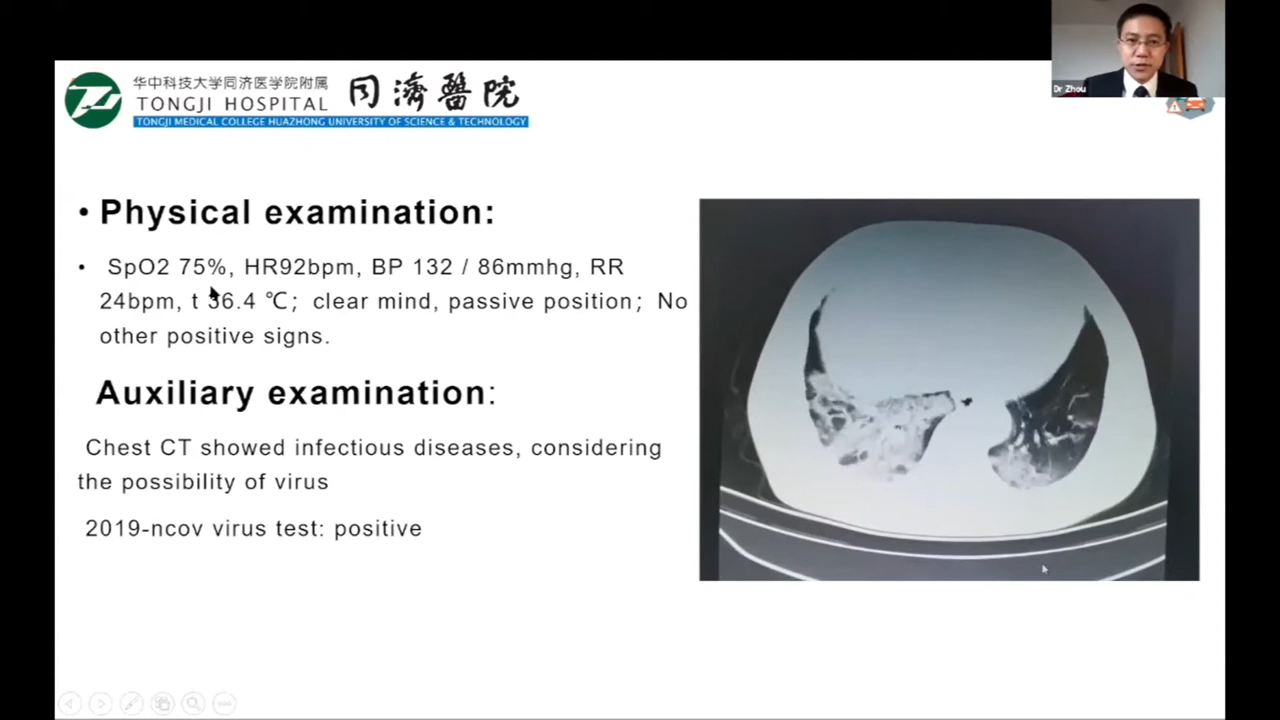 华中科技大学同济医学院附属
TONGJI HOSPITAL
同濟醫院
TONGJI MEDICAL COLLEGE HUAZHONG UNIVERSITY OF SCIENCE & TECHNOLOGY
Dr Zhou
• Physical examination:
• SpO2 75%, HR92bpm, BP 132 / 86mmhg, RR
24bpm, t 36.4 ℃; clear mind, passive position; No
other positive signs.
Auxiliary examination:
Chest CT showed infectious diseases, considering
the possibility of virus
2019-ncov virus test: positive